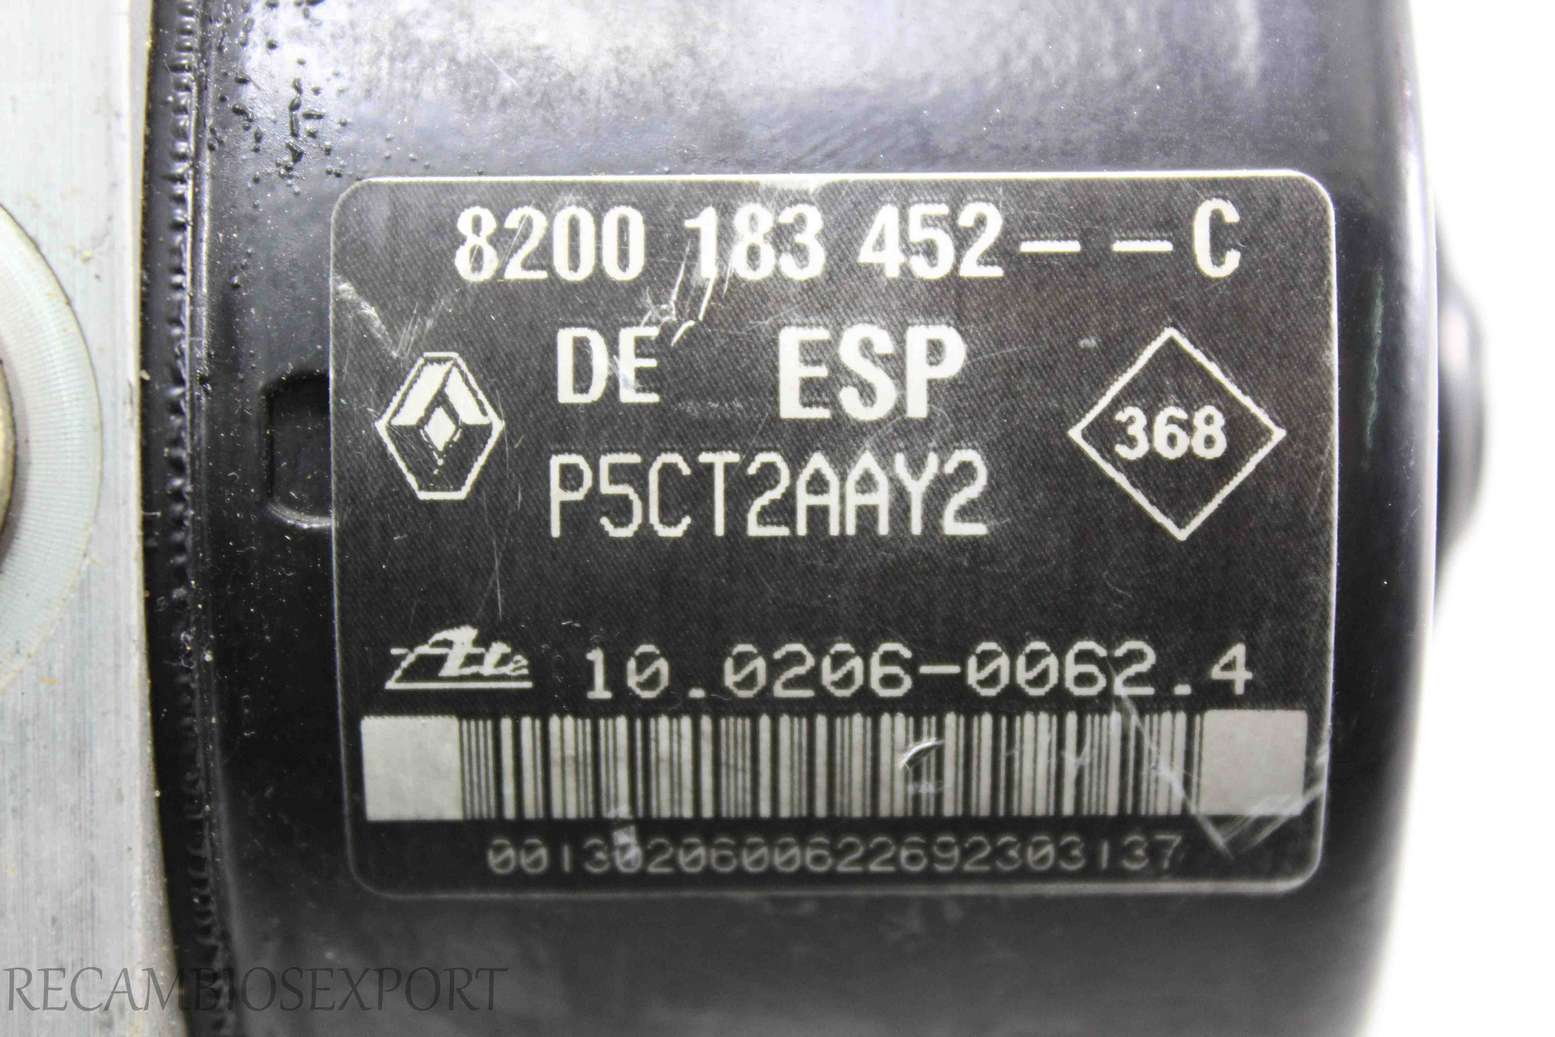 8200 183 452--C
DE ESP
368
P5CT2AAY2
Ate 10.0206-0062.4
0013020600622692303137
RECAMBIOSEXPORT